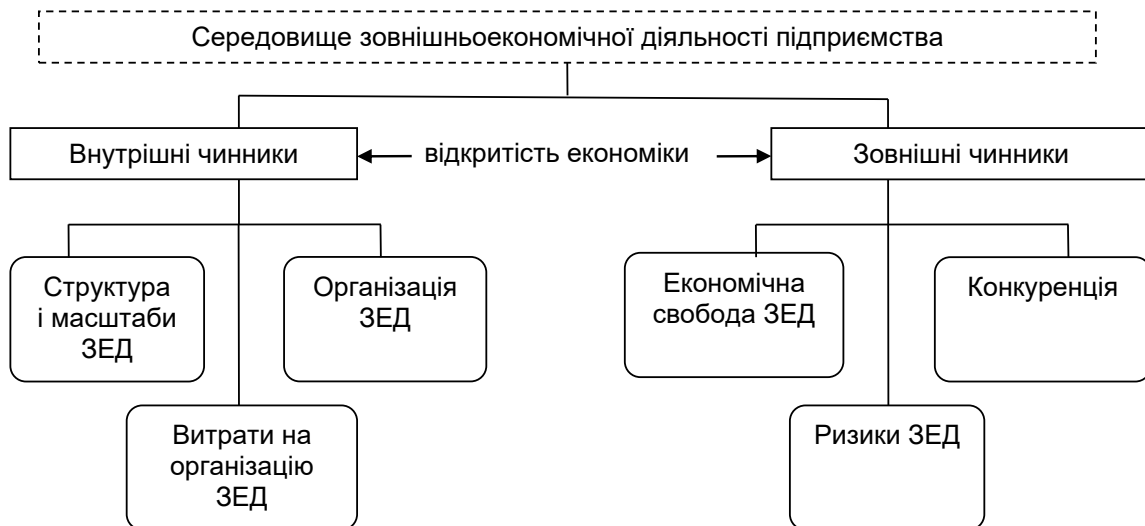 Середовище зовнішньоекономічної діяльності підприємства
Внутрішні чинники
відкритість економіки
Зовнішні чинники
Структура
і масштаби
ЗЕД
Організація
ЗЕД
Економічна
свобода ЗЕД
Конкуренція
Витрати на
організацію
ЗЕД
Ризики ЗЕД